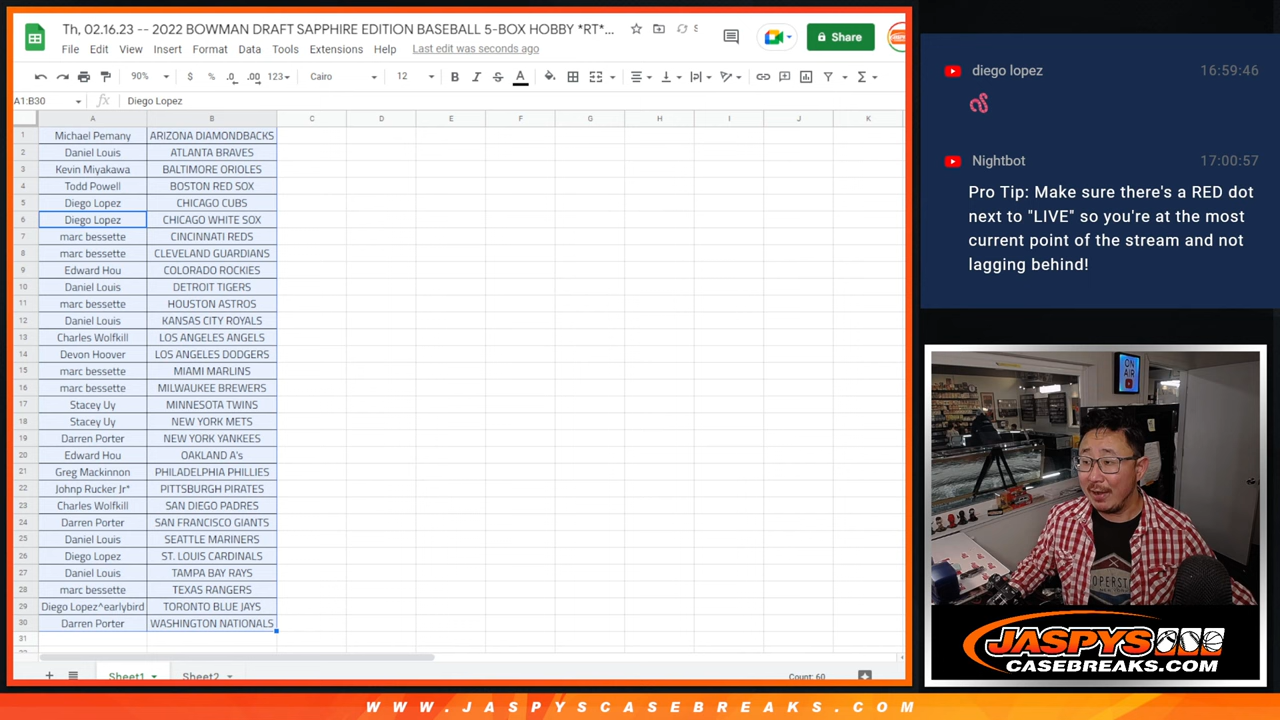 Th, 02.16.23 -- 2022 BOWMAN DRAFT SAPPHIRE EDITION BASEBALL 5-BOX HOBBY *RT*...
Share
File Edit View Insert Format Data Tools Extensions Help Last edit was seconds ago
90% $ % .0 .00 123 Cairo 12 B I S A
A1:B30 fx Diego Lopez
A B C D E F G H I J K
1 Michael Pemany ARIZONA DIAMONDBACKS
2 Daniel Louis ATLANTA BRAVES
3 Kevin Miyakawa BALTIMORE ORIOLES
4 Todd Powell BOSTON RED SOX
5 Diego Lopez CHICAGO CUBS
6 Diego Lopez CHICAGO WHITE SOX
7 marc bessette CINCINNATI REDS
8 marc bessette CLEVELAND GUARDIANS
9 Edward Hou COLORADO ROCKIES
10 Daniel Louis DETROIT TIGERS
11 marc bessette HOUSTON ASTROS
12 Daniel Louis KANSAS CITY ROYALS
13 Charles Wolfkill LOS ANGELES ANGELS
14 Devon Hoover LOS ANGELES DODGERS
15 marc bessette MIAMI MARLINS
16 marc bessette MILWAUKEE BREWERS
17 Stacey Uy MINNESOTA TWINS
18 Stacey Uy NEW YORK METS
19 Darren Porter NEW YORK YANKEES
20 Edward Hou OAKLAND A's
21 Greg Mackinnon PHILADELPHIA PHILLIES
22 Johnp Rucker Jr* PITTSBURGH PIRATES
23 Charles Wolfkill SAN DIEGO PADRES
24 Darren Porter SAN FRANCISCO GIANTS
25 Daniel Louis SEATTLE MARINERS
26 Diego Lopez ST. LOUIS CARDINALS
27 Daniel Louis TAMPA BAY RAYS
28 marc bessette TEXAS RANGERS
29 Diego Lopez^earlybird TORONTO BLUE JAYS
30 Darren Porter WASHINGTON NATIONALS
31
Sheet1 Sheet2 Count: 60
diego lopez 16:59:46
Nightbot 17:00:57
Pro Tip: Make sure there's a RED dot
next to "LIVE" so you're at the most
current point of the stream and not
lagging behind!
ON
AIR
JASPYS
CASEBREAKS.COM
WWW.JASPYSCASEBREAKS.COM